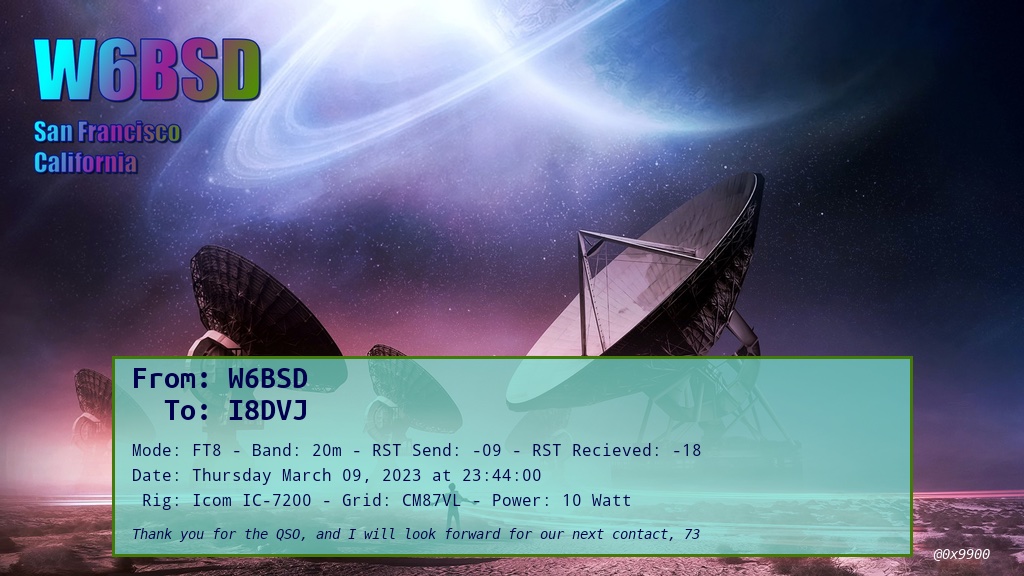 W6BSD
San Francisco
California
From: W6BSD
To: I8DVJ
Mode: FT8 - Band: 20m - RST Send: -09 - RST Recieved: -18
Date: Thursday March 09, 2023 at 23:44:00
Rig: Icom IC-7200 - Grid: CM87VL - Power: 10 Watt
Thank you for the QSO, and I will look forward for our next contact, 73
@0x9900